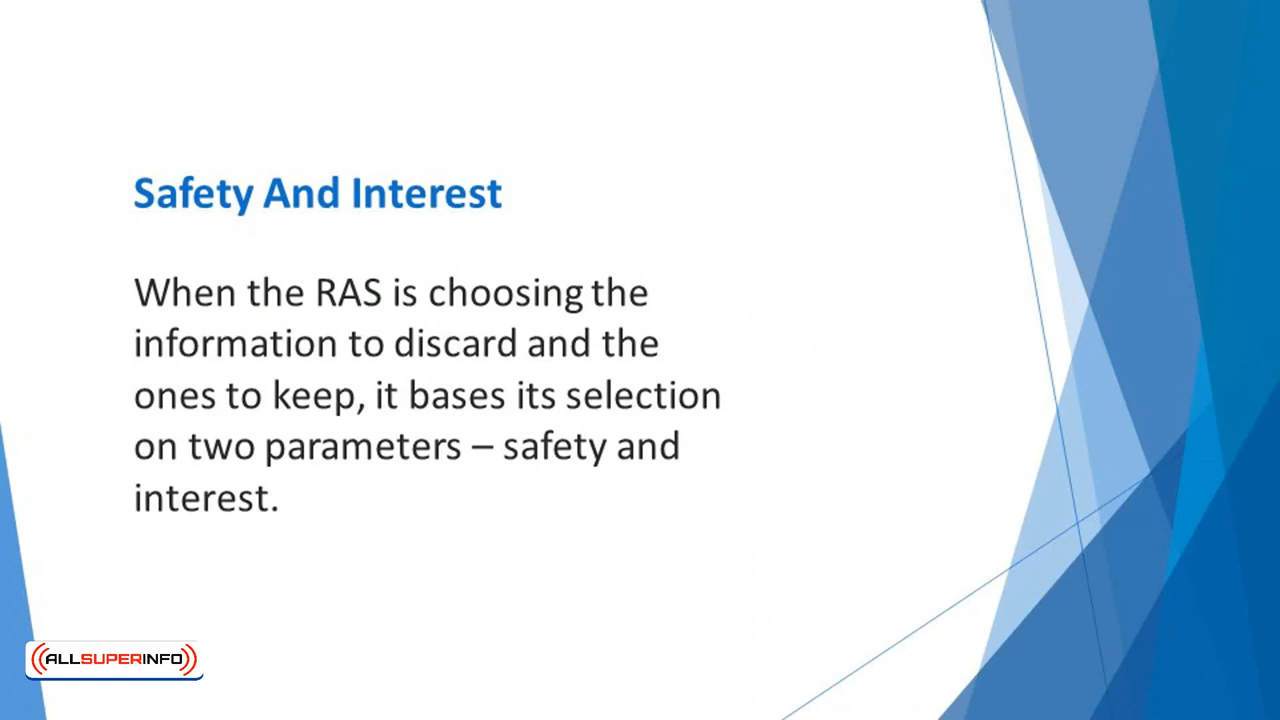 Safety And Interest
When the RAS is choosing the
information to discard and the
ones to keep, it bases its selection
on two parameters – safety and
interest.
ALLSUPERINFO